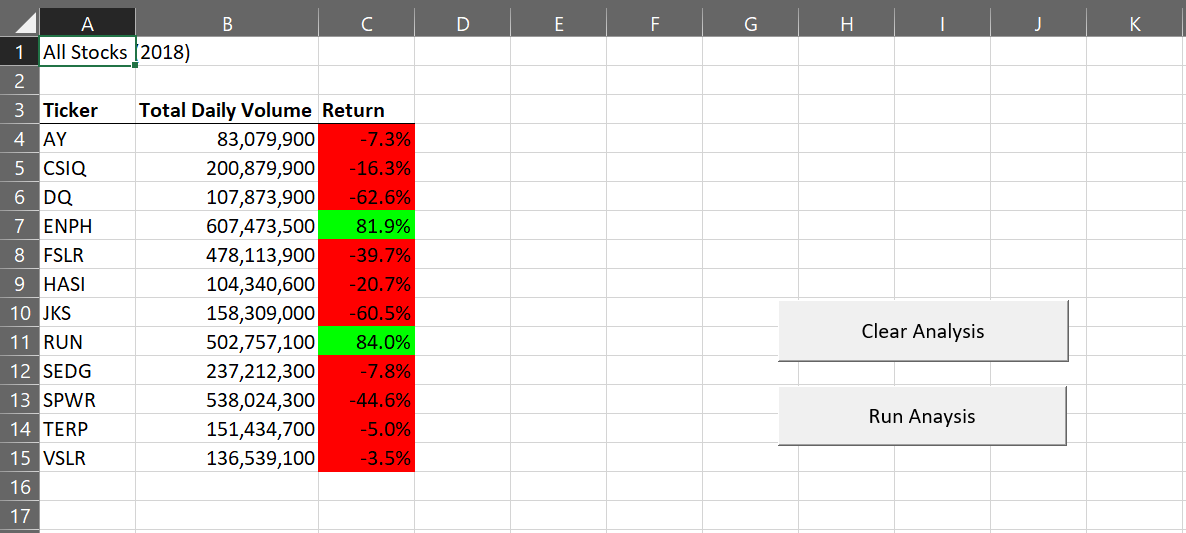 A B C D E F G H I J K
1 All Stocks (2018)
2
3 Ticker Total Daily Volume Return
4 AY 83,079,900 -7.3%
5 CSIQ 200,879,900 -16.3%
6 DQ 107,873,900 -62.6%
7 ENPH 607,473,500 81.9%
8 FSLR 478,113,900 -39.7%
9 HASI 104,340,600 -20.7%
10 JKS 158,309,000 -60.5%
11 RUN 502,757,100 84.0%
Clear Analysis
12 SEDG 237,212,300 -7.8%
13 SPWR 538,024,300 -44.6%
14 TERP 151,434,700 -5.0%
Run Anaysis
15 VSLR 136,539,100 -3.5%
16
17